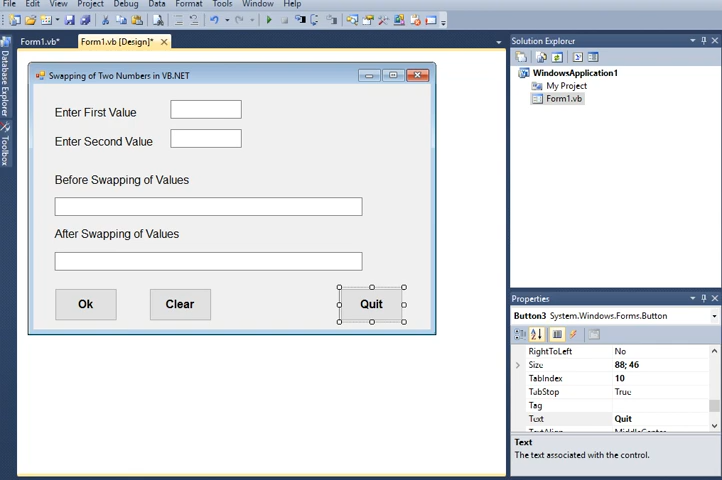 File Edit View Project Debug Data Format Tools Window Help
Form1.vb* Form1.vb [Design]*
Solution Exploror
WindowsApplication1
My Project
Form1.vb
Database Explorer
Toolbox
Swapping of Two Numbers in VB.NET
Enter First Value
Enter Second Value
Before Swapping of Values
After Swapping of Values
Ok Clear Quit
Properties
Button3 System.Windows.Forms.Button
RightToLeft No
Size 88; 46
TabIndex 10
TabStop True
Tag
Text Quit
TextAlign MiddleCenter
Text
The text associated with the control.